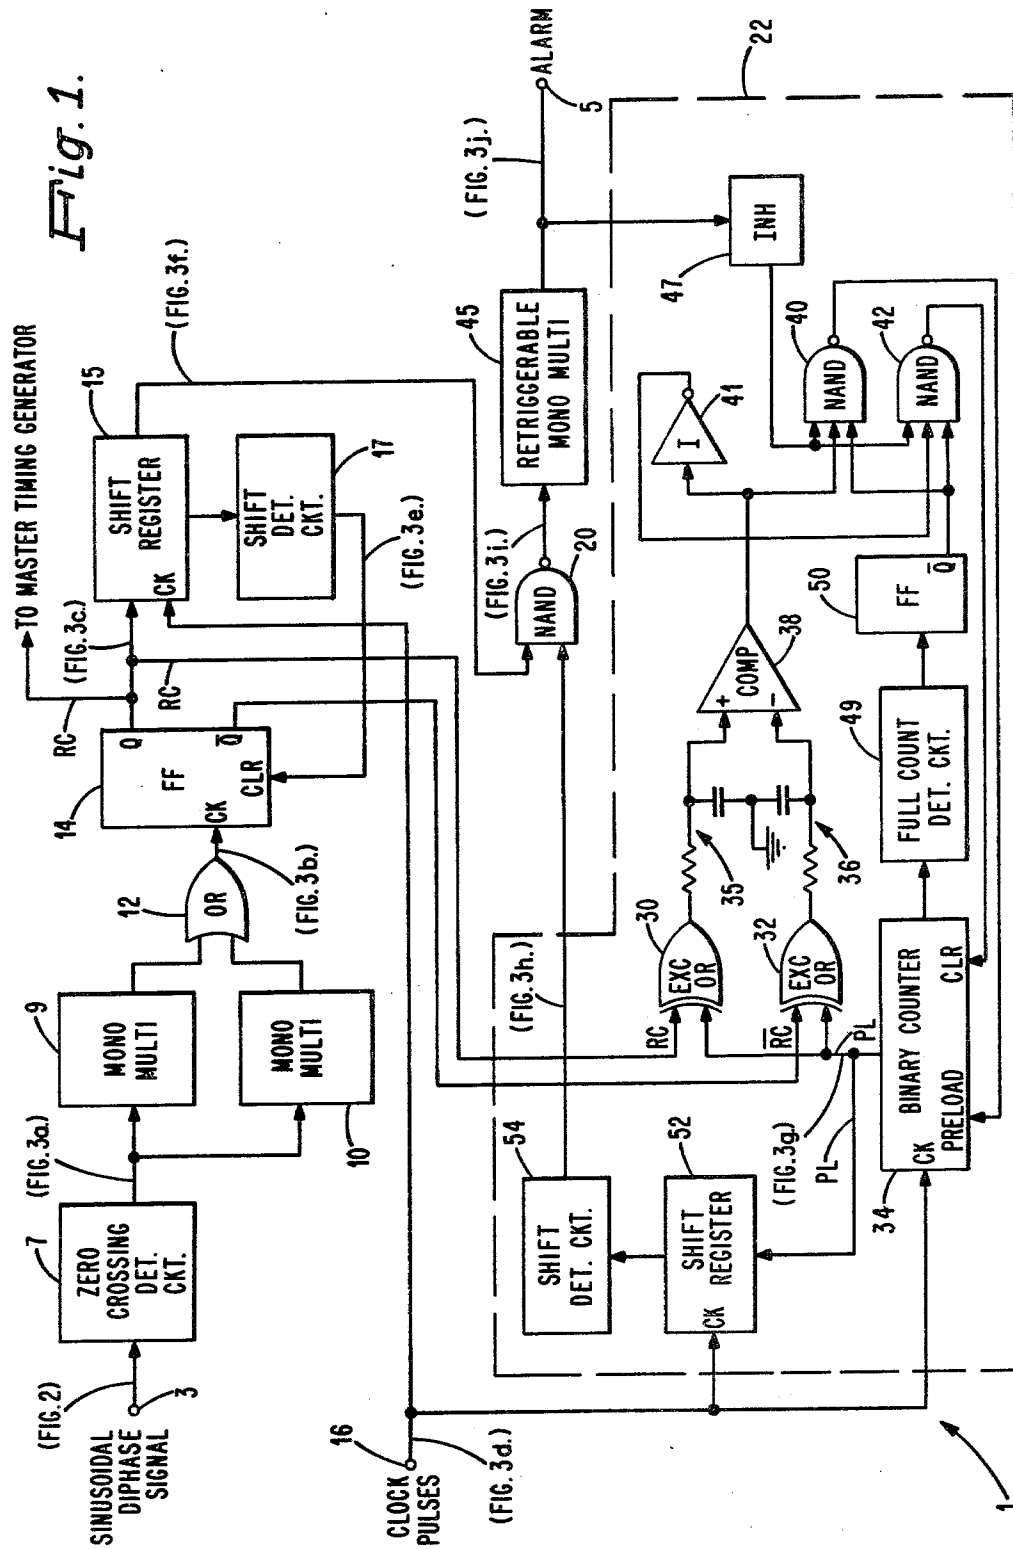 Fig. 1.
SINUSOIDAL
DIPHASE
SIGNAL
3
(FIG. 2)
7
ZERO
CROSSING
DET.
CKT.
(FIG. 3a.)
9
MONO
MULTI
MONO
MULTI
10
12
OR
(FIG. 3b.)
14
FF
CK
Q
Q̅
CLR
RC
TO MASTER TIMING GENERATOR
(FIG. 3c.)
RC
15
SHIFT
REGISTER
CK
SHIFT
DET.
CKT.
17
(FIG. 3e.)
(FIG. 3f.)
16
CLOCK
PULSES
(FIG. 3d.)
(FIG. 3h.)
NAND
20
(FIG. 3i.)
45
RETRIGGERABLE
MONO MULTI
(FIG. 3j.)
5
ALARM
22
54
SHIFT
DET. CKT.
52
SHIFT
REGISTER
CK
(FIG. 3g.)
PL
PL
RC
R̅C̅
30
EXC
OR
32
EXC
OR
35
36
+
COMP
-
38
I
41
47
INH
40
NAND
42
NAND
34
CK
BINARY COUNTER
PRELOAD
CLR
49
FULL COUNT
DET. CKT.
50
FF
Q̅
1